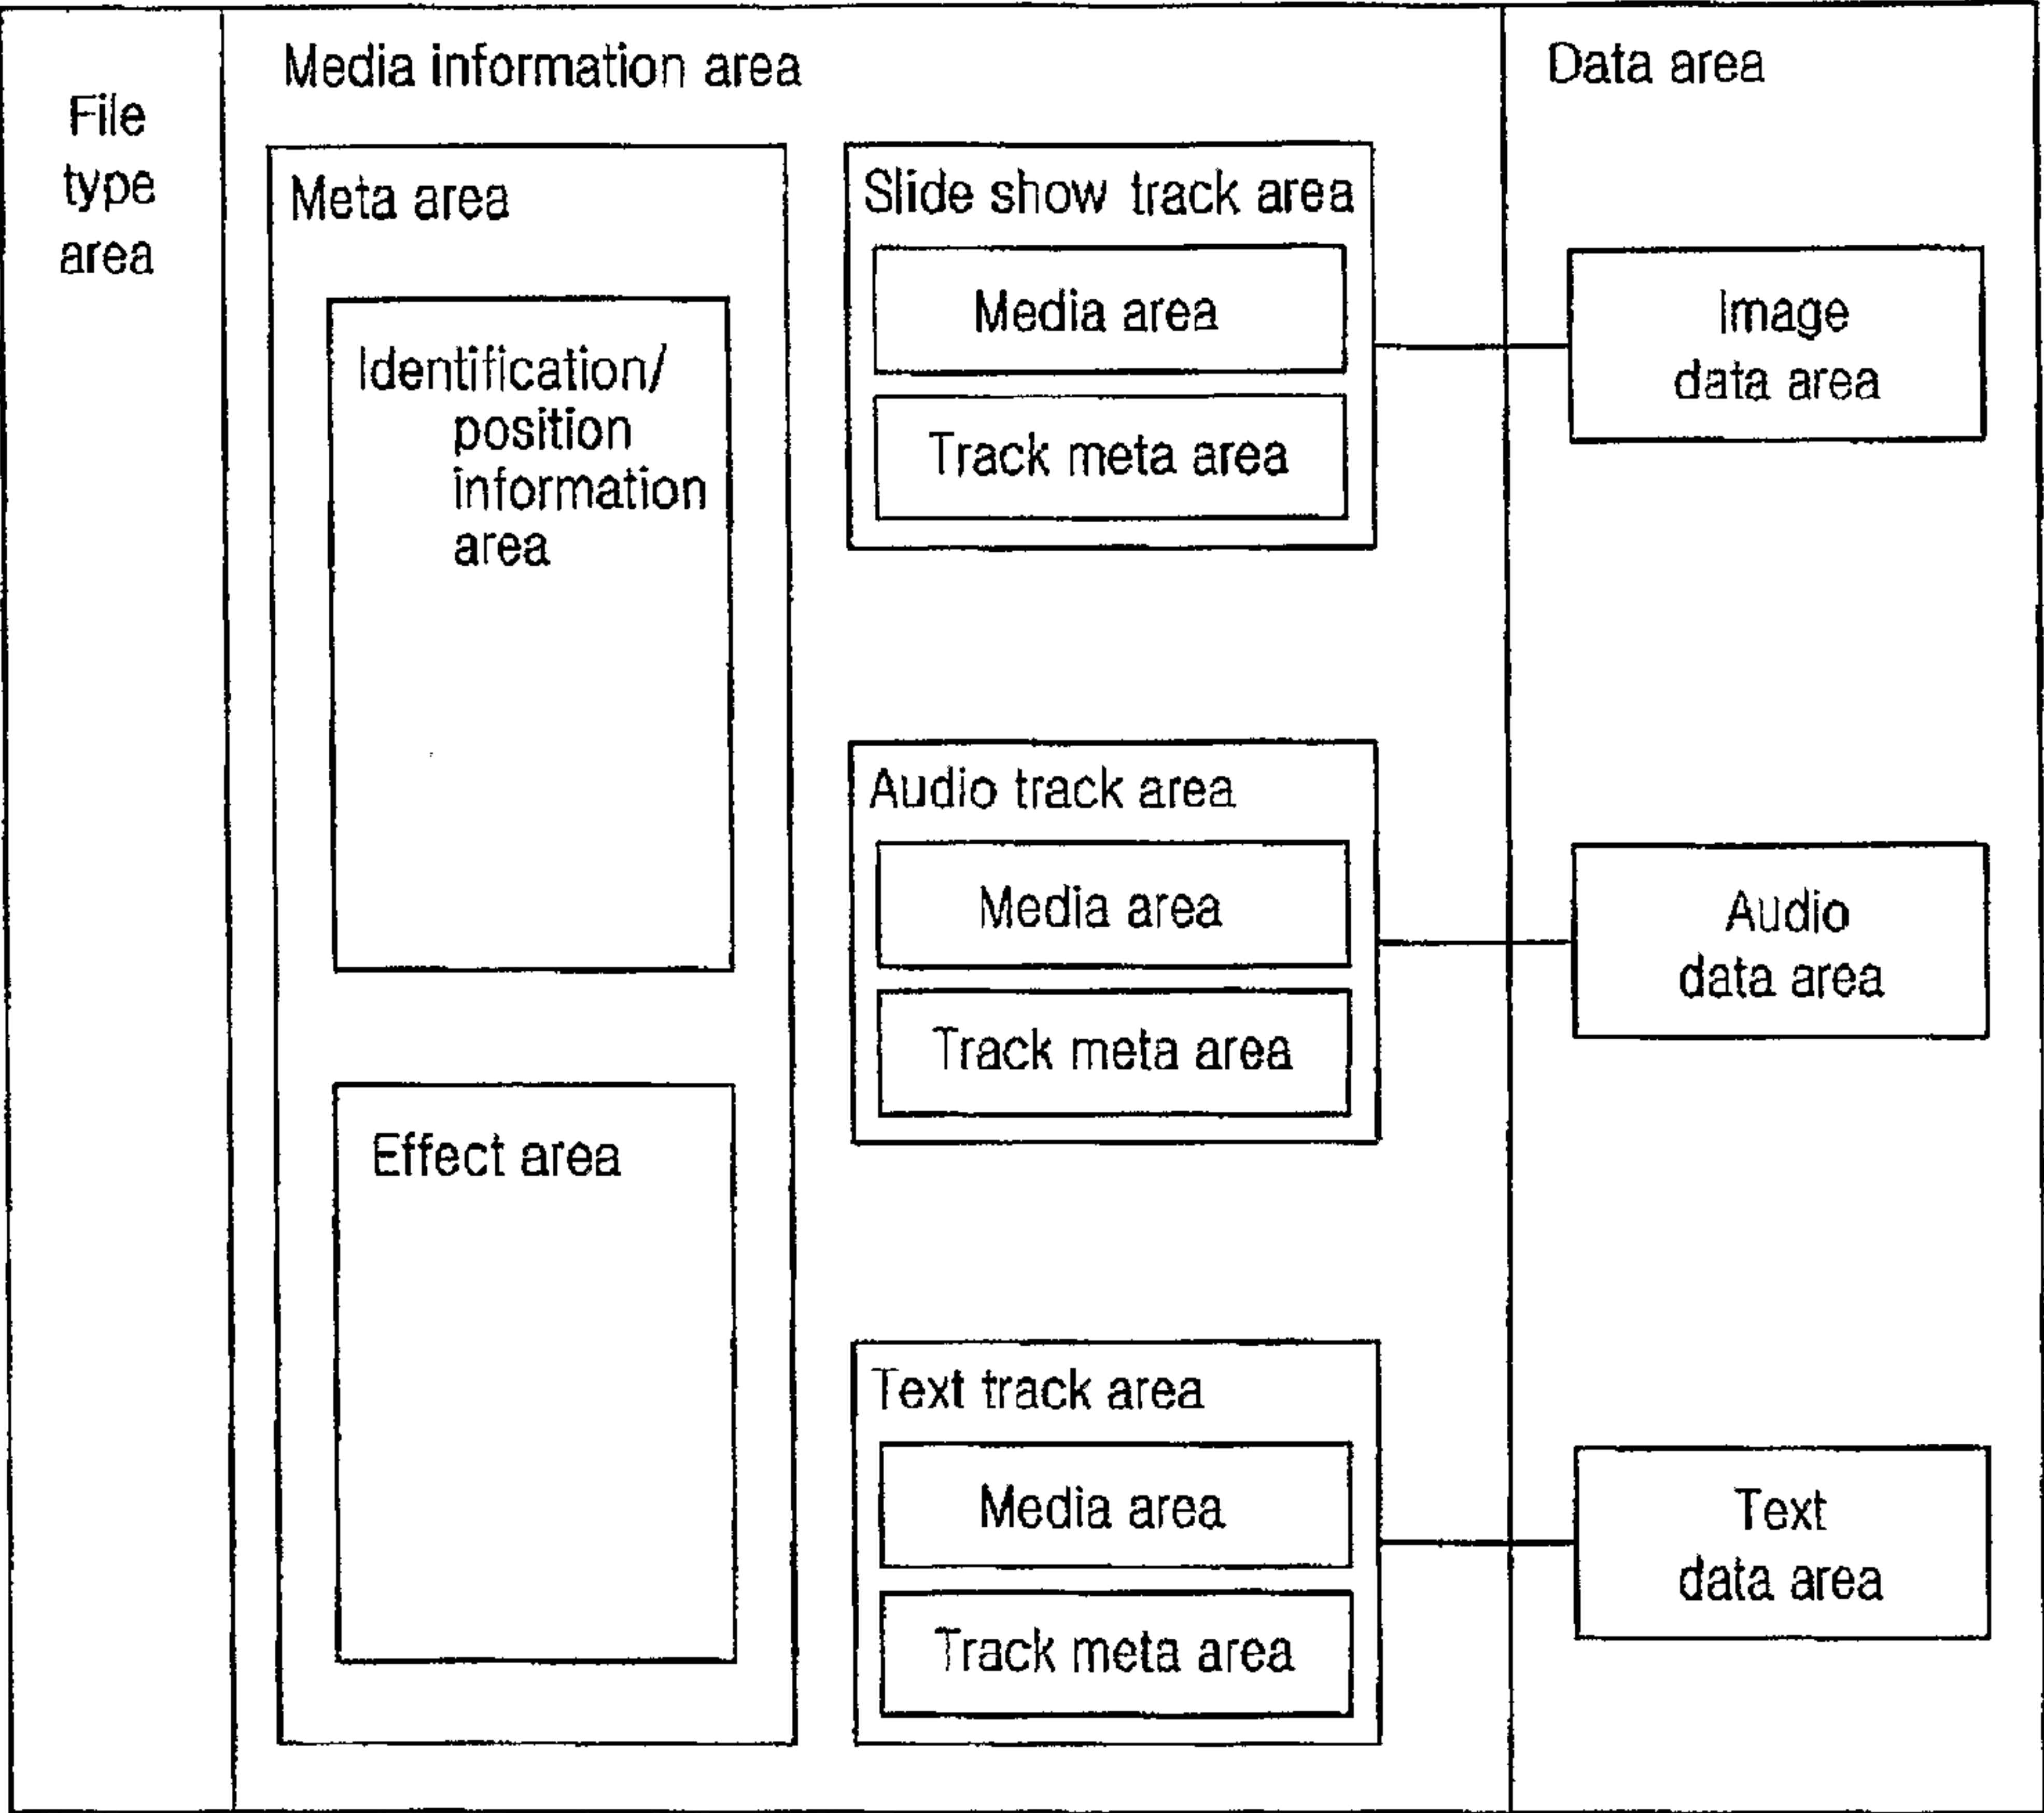 File
type
area
Media information area
Meta area
Identification/
position
information
area
Effect area
Slide show track area
Media area
Track meta area
Audio track area
Media area
Track meta area
Text track area
Media area
Track meta area
Data area
Image
data area
Audio
data area
Text
data area